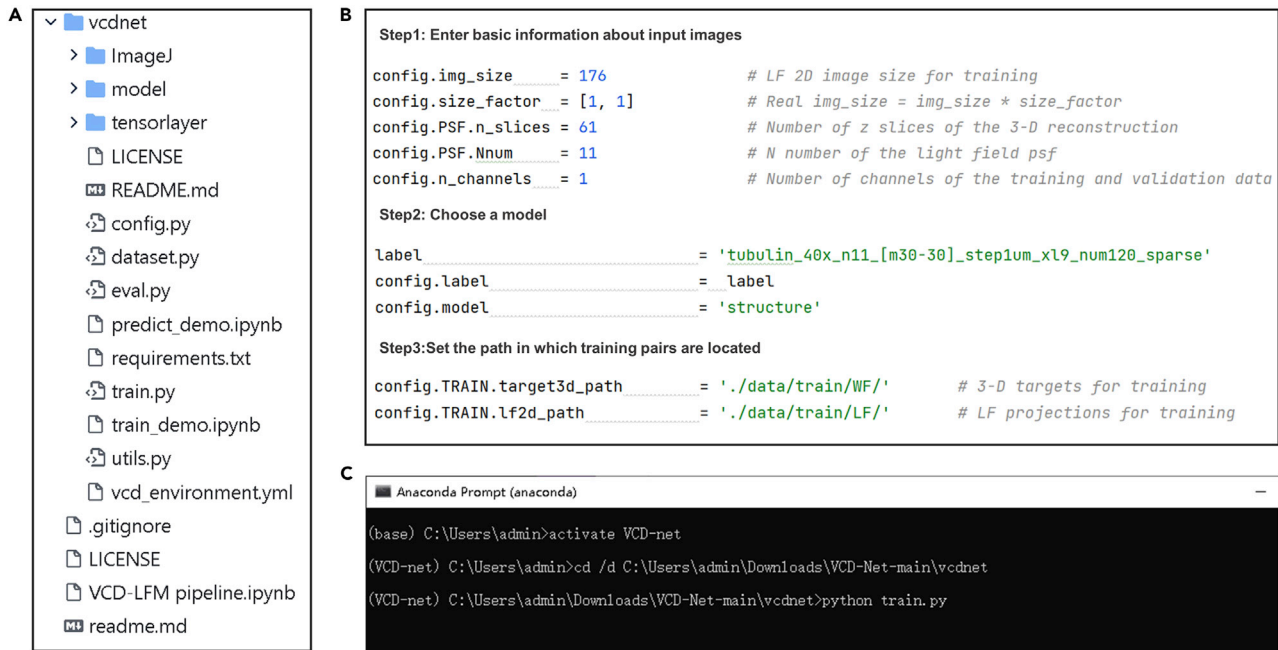 A
vcdnet
ImageJ
model
tensorlayer
LICENSE
README.md
config.py
dataset.py
eval.py
predict_demo.ipynb
requirements.txt
train.py
train_demo.ipynb
utils.py
vcd_environment.yml
.gitignore
LICENSE
VCD-LFM pipeline.ipynb
readme.md
B
Step1: Enter basic information about input images
config.img_size = 176 # LF 2D image size for training
config.size_factor = [1, 1] # Real img_size = img_size * size_factor
config.PSF.n_slices = 61 # Number of z slices of the 3-D reconstruction
config.PSF.Nnum = 11 # N number of the light field psf
config.n_channels = 1 # Number of channels of the training and validation data
Step2: Choose a model
label = 'tubulin_40x_n11_[m30-30]_step1um_xl9_num120_sparse'
config.label = label
config.model = 'structure'
Step3:Set the path in which training pairs are located
config.TRAIN.target3d_path = './data/train/WF/' # 3-D targets for training
config.TRAIN.lf2d_path = './data/train/LF/' # LF projections for training
C
Anaconda Prompt (anaconda)
(base) C:\Users\admin>activate VCD-net
(VCD-net) C:\Users\admin>cd /d C:\Users\admin\Downloads\VCD-Net-main\vcdnet
(VCD-net) C:\Users\admin\Downloads\VCD-Net-main\vcdnet>python train.py